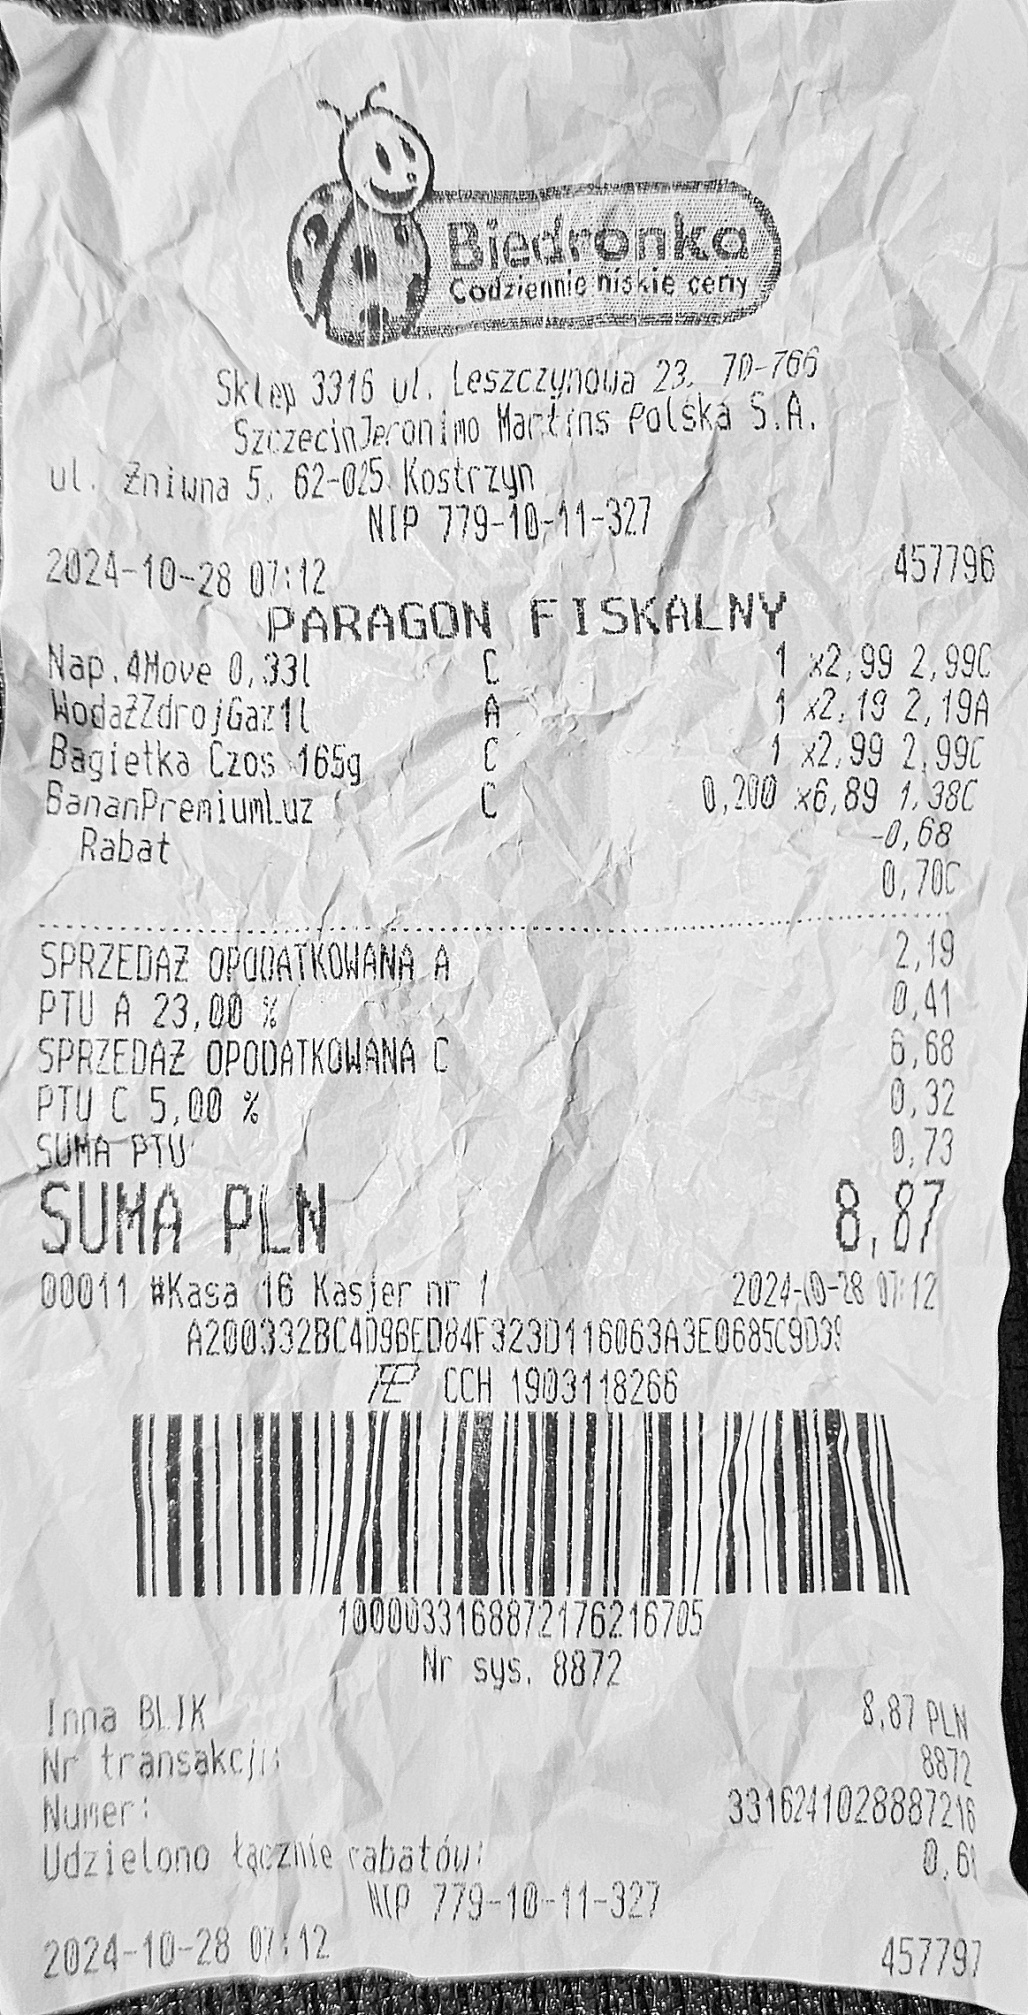 Biedronka
Codziennie niskie ceny
Sklep 3316 ul. Leszczynowa 23, 70-766
SzczecinJeronimo Martins Polska S.A.
ul. Żniwna 5, 62-025 Kostrzyn
NIP 779-10-11-327
2024-10-28 07:12 457796
PARAGON FISKALNY
Nap.4Move 0,33l C 1 x2,99 2,99C
WodaŻZdrojGaz1l A 1 x2,19 2,19A
Bagietka Czos 165g C 1 x2,99 2,99C
BananPremiumLuz C 0,200 x6,89 1,38C
Rabat -0,68
0,70C
SPRZEDAŻ OPODATKOWANA A 2,19
PTU A 23,00 % 0,41
SPRZEDAŻ OPODATKOWANA C 6,68
PTU C 5,00 % 0,32
SUMA PTU 0,73
SUMA PLN 8,87
00011 #Kasa 16 Kasjer nr 1 2024-10-28 07:12
CCH 1903118266
1000033168872176216705
Nr sys. 8872
Inna BLIK 8,87 PLN
Nr transakcji: 8872
Numer: 3316241028887216
Udzielono łącznie rabatów:
NIP 779-10-11-327
2024-10-28 07:12 457797